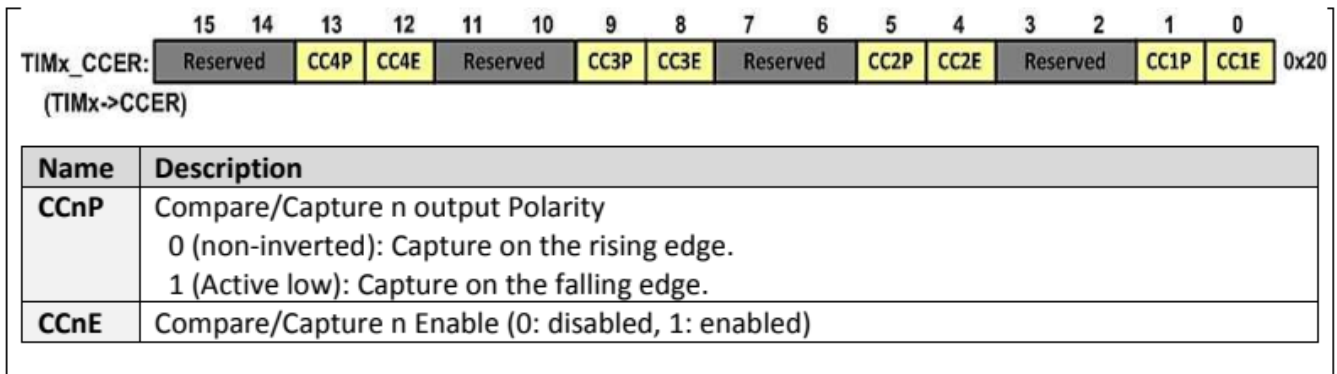 15 14 13 12 11 10 9 8 7 6 5 4 3 2 1 0
TIMx_CCER: Reserved CC4P CC4E Reserved CC3P CC3E Reserved CC2P CC2E Reserved CC1P CC1E 0x20
(TIMx->CCER)
Name Description
CCnP Compare/Capture n output Polarity
0 (non-inverted): Capture on the rising edge.
1 (Active low): Capture on the falling edge.
CCnE Compare/Capture n Enable (0: disabled, 1: enabled)